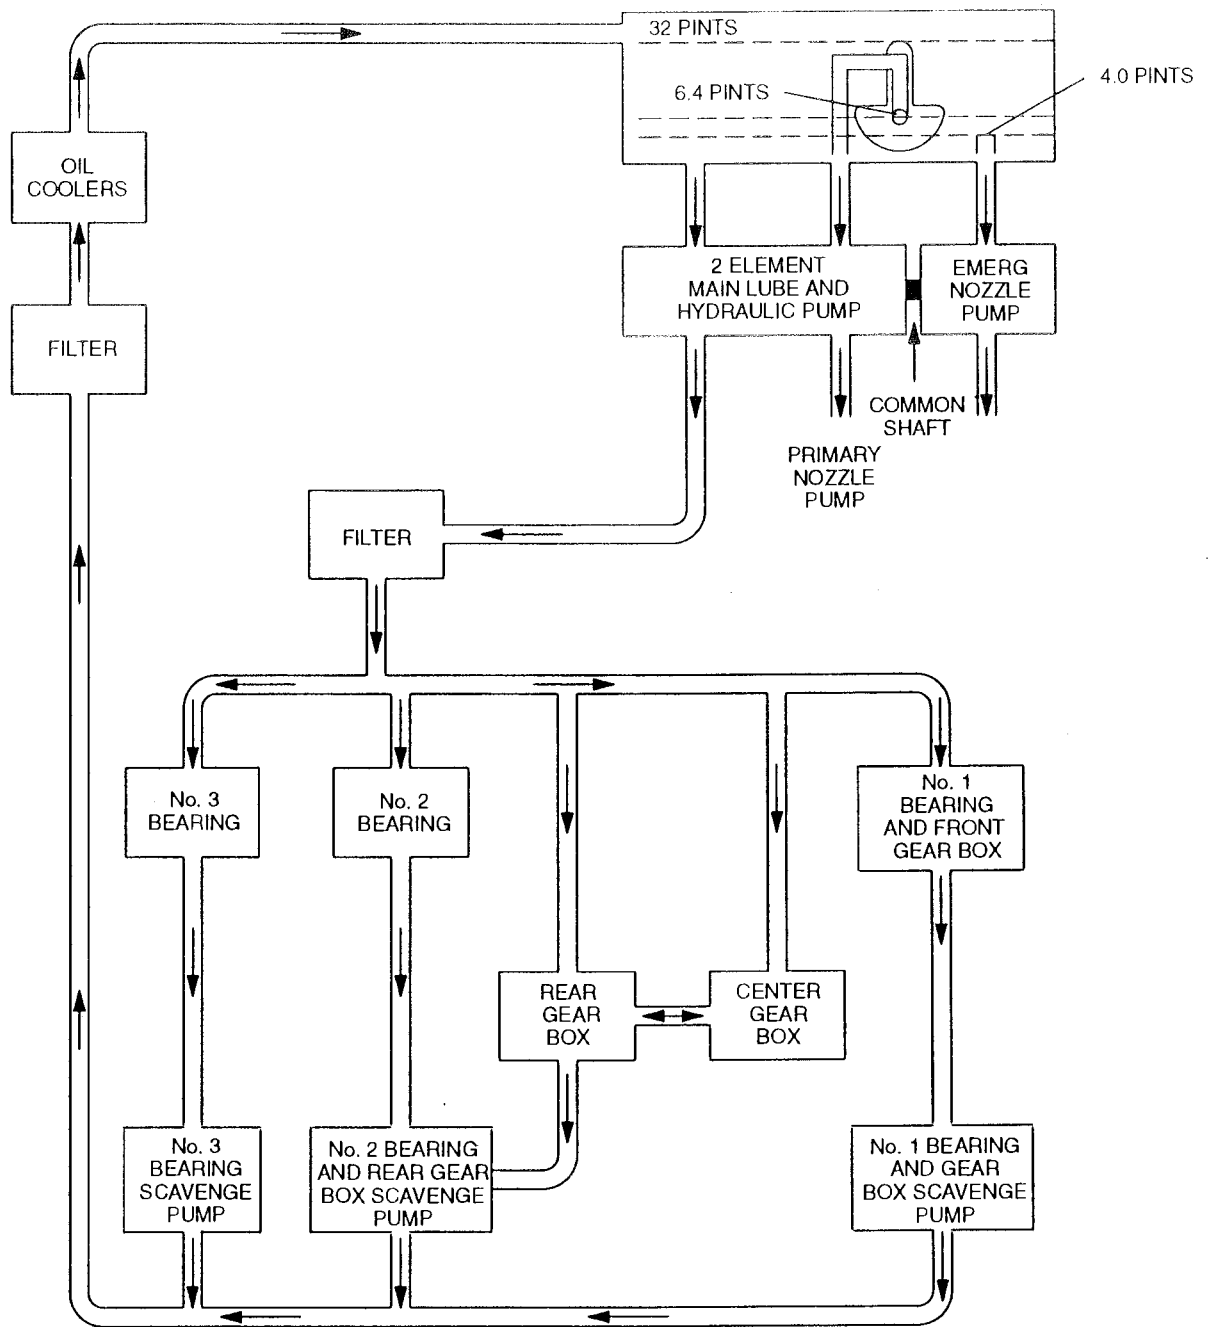 32 PINTS
4.0 PINTS
6.4 PINTS
OIL
COOLERS
2 ELEMENT
MAIN LUBE AND
HYDRAULIC PUMP
EMERG
NOZZLE
PUMP
FILTER
COMMON
SHAFT
PRIMARY
NOZZLE
PUMP
FILTER
No. 3
BEARING
No. 2
BEARING
No. 1
BEARING
AND FRONT
GEAR BOX
REAR
GEAR
BOX
CENTER
GEAR
BOX
No. 3
BEARING
SCAVENGE
PUMP
No. 2 BEARING
AND REAR GEAR
BOX SCAVENGE
PUMP
No. 1 BEARING
AND GEAR
BOX SCAVENGE
PUMP